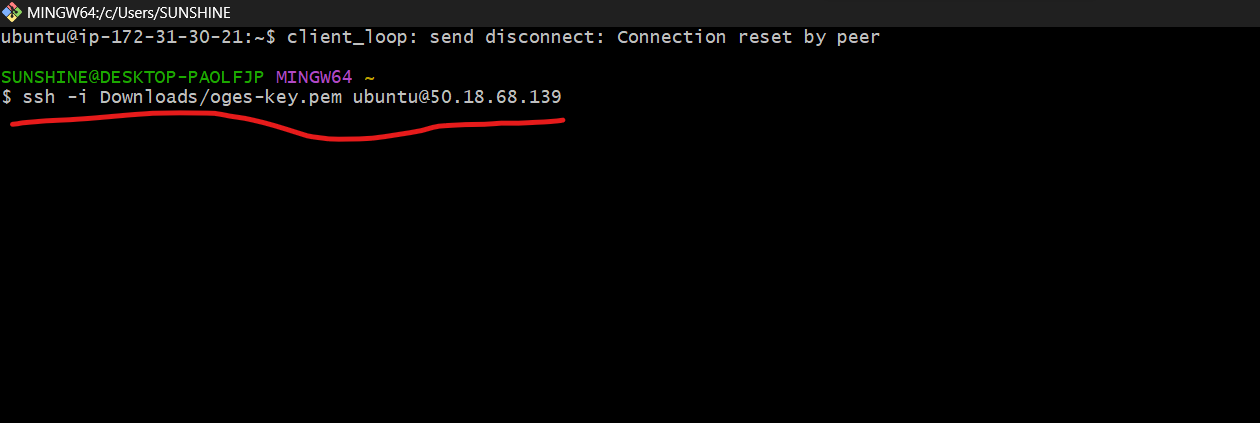 MINGW64:/c/Users/SUNSHINE
ubuntu@ip-172-31-30-21:~$ client_loop: send disconnect: Connection reset by peer
SUNSHINE@DESKTOP-PAOLFJP MINGW64 ~
$ ssh -i Downloads/oges-key.pem ubuntu@50.18.68.139